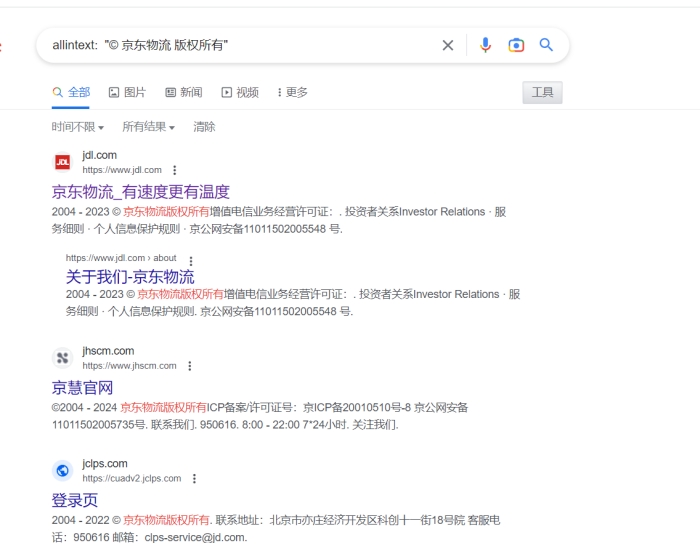 allintext: "© 京东物流 版权所有"
全部 图片 新闻 视频 更多 工具
时间不限 所有结果 清除
JDL jdl.com
https://www.jdl.com
京东物流_有速度更有温度
2004 - 2023 © 京东物流版权所有增值电信业务经营许可证：. 投资者关系Investor Relations · 服
务细则 · 个人信息保护规则 · 京公网安备11011502005548 号.
https://www.jdl.com › about
关于我们-京东物流
2004 - 2023 © 京东物流版权所有增值电信业务经营许可证：. 投资者关系Investor Relations · 服
务细则 · 个人信息保护规则. 京公网安备11011502005548 号.
jhscm.com
https://www.jhscm.com
京慧官网
©2004 - 2024 京东物流版权所有ICP备案/许可证号：京ICP备20010510号-8 京公网安备
11011502005735号. 联系我们. 950616. 8:00 - 22:00 7*24小时. 关注我们.
jclps.com
https://cuadv2.jclps.com
登录页
2004 - 2022 © 京东物流版权所有. 联系地址：北京市亦庄经济开发区科创十一街18号院 客服电
话：950616 邮箱：clps-service@jd.com.